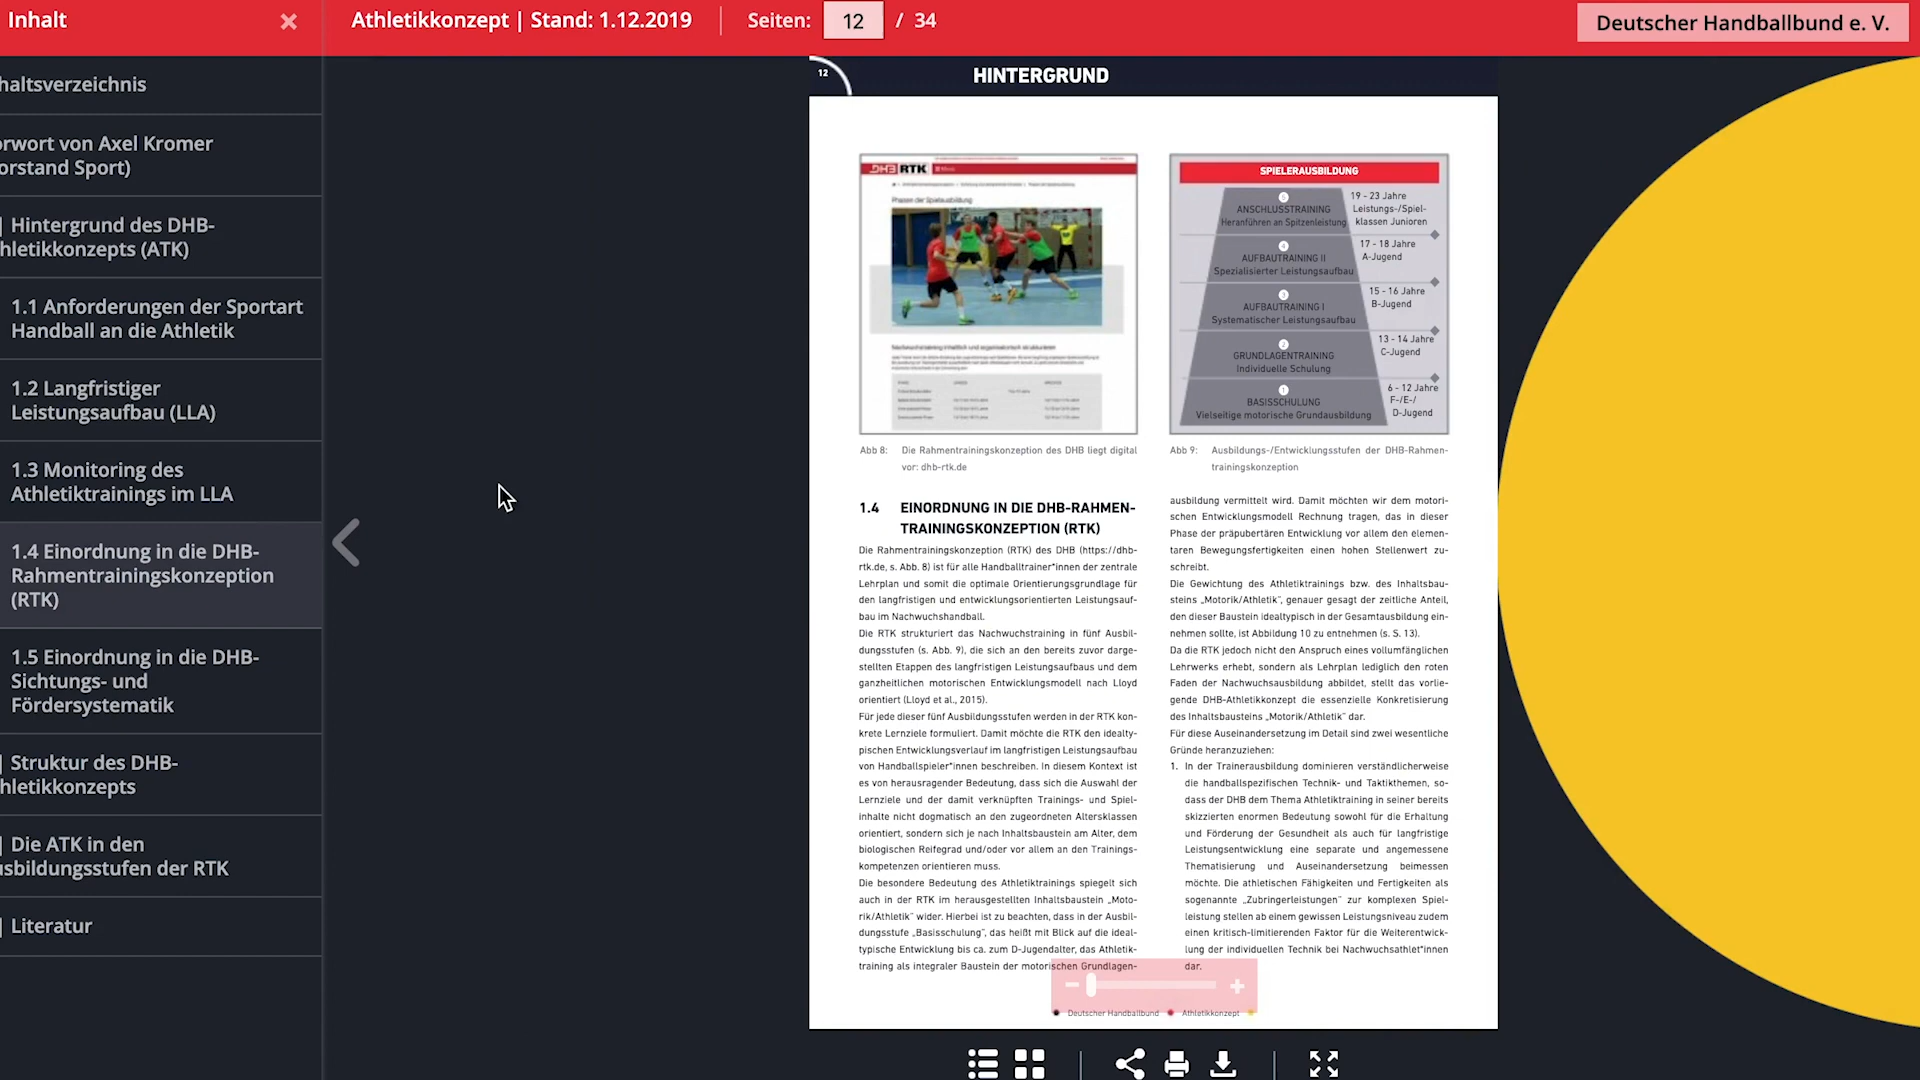 Inhalt
Athletikkonzept | Stand: 1.12.2019
Seiten: 12 / 34
Deutscher Handballbund e. V.
haltsverzeichnis
orwort von Axel Kromer
orstand Sport)
| Hintergrund des DHB-
hletikkonzepts (ATK)
1.1 Anforderungen der Sportart
Handball an die Athletik
1.2 Langfristiger
Leistungsaufbau (LLA)
1.3 Monitoring des
Athletiktrainings im LLA
1.4 Einordnung in die DHB-
Rahmentrainingskonzeption
(RTK)
1.5 Einordnung in die DHB-
Sichtungs- und
Fördersystematik
| Struktur des DHB-
hletikkonzepts
| Die ATK in den
usbildungsstufen der RTK
| Literatur
12
HINTERGRUND
DHB RTK
Phasen der Spielausbildung
Nachwuchstraining inhaltlich und organisatorisch strukturieren
Abb 8: Die Rahmentrainingskonzeption des DHB liegt digital
vor: dhb-rtk.de
SPIELERAUSBILDUNG
5
ANSCHLUSSTRAINING
Heranführen an Spitzenleistung
19 - 23 Jahre
Leistungs-/Spiel-
klassen Junioren
4
AUFBAUTRAINING II
Spezialisierter Leistungsaufbau
17 - 18 Jahre
A-Jugend
3
AUFBAUTRAINING I
Systematischer Leistungsaufbau
15 - 16 Jahre
B-Jugend
2
GRUNDLAGENTRAINING
Individuelle Schulung
13 - 14 Jahre
C-Jugend
1
BASISSCHULUNG
Vielseitige motorische Grundausbildung
6 - 12 Jahre
F-/E-/
D-Jugend
Abb 9: Ausbildungs-/Entwicklungsstufen der DHB-Rahmen-
trainingskonzeption
1.4 EINORDNUNG IN DIE DHB-RAHMEN-
TRAININGSKONZEPTION (RTK)
Die Rahmentrainingskonzeption (RTK) des DHB (https://dhb-
rtk.de, s. Abb. 8) ist für alle Handballtrainer*innen der zentrale
Lehrplan und somit die optimale Orientierungsgrundlage für
den langfristigen und entwicklungsorientierten Leistungsauf-
bau im Nachwuchshandball.
Die RTK strukturiert das Nachwuchstraining in fünf Ausbil-
dungsstufen (s. Abb. 9), die sich an den bereits zuvor darge-
stellten Etappen des langfristigen Leistungsaufbaus und dem
ganzheitlichen motorischen Entwicklungsmodell nach Lloyd
orientiert (Lloyd et al., 2015).
Für jede dieser fünf Ausbildungsstufen werden in der RTK kon-
krete Lernziele formuliert. Damit möchte die RTK den idealty-
pischen Entwicklungsverlauf im langfristigen Leistungsaufbau
von Handballspieler*innen beschreiben. In diesem Kontext ist
es von herausragender Bedeutung, dass sich die Auswahl der
Lernziele und der damit verknüpften Trainings- und Spiel-
inhalte nicht dogmatisch an den zugeordneten Altersklassen
orientiert, sondern sich je nach Inhaltsbaustein am Alter, dem
biologischen Reifegrad und/oder vor allem an den Trainings-
kompetenzen orientieren muss.
Die besondere Bedeutung des Athletiktrainings spiegelt sich
auch in der RTK im herausgestellten Inhaltsbaustein „Moto-
rik/Athletik“ wider. Hierbei ist zu beachten, dass in der Ausbil-
dungsstufe „Basisschulung“, das heißt mit Blick auf die ideal-
typische Entwicklung bis ca. zum D-Jugendalter, das Athletik-
training als integraler Baustein der motorischen Grundlagen-
ausbildung vermittelt wird. Damit möchten wir dem motori-
schen Entwicklungsmodell Rechnung tragen, das in dieser
Phase der präpubertären Entwicklung vor allem den elemen-
taren Bewegungsfertigkeiten einen hohen Stellenwert zu-
schreibt.
Die Gewichtung des Athletiktrainings bzw. des Inhaltsbau-
steins „Motorik/Athletik“, genauer gesagt der zeitliche Anteil,
den dieser Baustein idealtypisch in der Gesamtausbildung ein-
nehmen sollte, ist Abbildung 10 zu entnehmen (s. S. 13).
Da die RTK jedoch nicht den Anspruch eines vollumfänglichen
Lehrwerks erhebt, sondern als Lehrplan lediglich den roten
Faden der Nachwuchsausbildung abbildet, stellt das vorlie-
gende DHB-Athletikkonzept die essenzielle Konkretisierung
des Inhaltsbausteins „Motorik/Athletik“ dar.
Für diese Auseinandersetzung im Detail sind zwei wesentliche
Gründe heranzuziehen:
1. In der Trainerausbildung dominieren verständlicherweise
die handballspezifischen Technik- und Taktikthemen, so-
dass der DHB dem Thema Athletiktraining in seiner bereits
skizzierten enormen Bedeutung sowohl für die Erhaltung
und Förderung der Gesundheit als auch für langfristige
Leistungsentwicklung eine separate und angemessene
Thematisierung und Auseinandersetzung beimessen
möchte. Die athletischen Fähigkeiten und Fertigkeiten als
sogenannte „Zubringerleistungen“ zur komplexen Spiel-
leistung stellen ab einem gewissen Leistungsniveau zudem
einen kritisch-limitierenden Faktor für die Weiterentwick-
lung der individuellen Technik bei Nachwuchsathlet*innen
dar.
Deutscher Handballbund Athletikkonzept